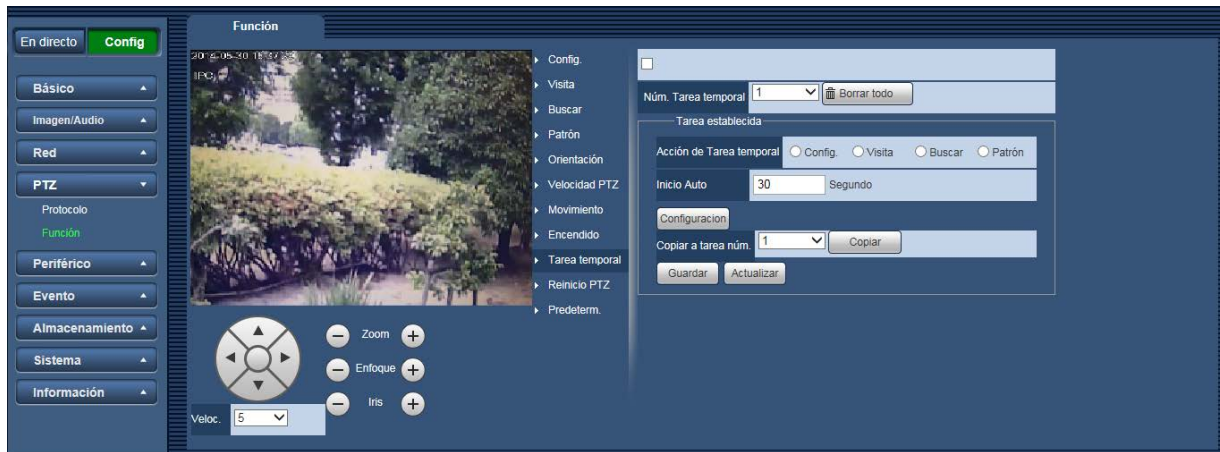 En directo
Config
Básico
Imagen/Audio
Red
PTZ
Protocolo
Función
Periférico
Evento
Almacenamiento
Sistema
Información
Función
IPC
Zoom
Enfoque
Iris
Veloc. 5
Config.
Visita
Buscar
Patrón
Orientación
Velocidad PTZ
Movimiento
Encendido
Tarea temporal
Reinicio PTZ
Predeterm.
Núm. Tarea temporal 1 Borrar todo
Tarea establecida
Acción de Tarea temporal Config. Visita Buscar Patrón
Inicio Auto 30 Segundo
Configuracion
Copiar a tarea núm. 1 Copiar
Guardar Actualizar